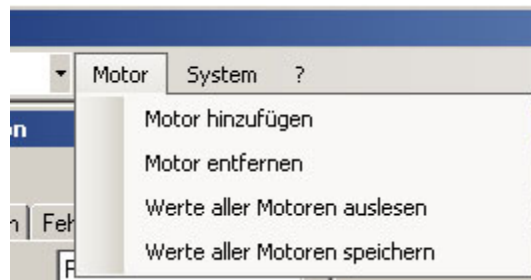 Motor System ?
Motor hinzufügen
Motor entfernen
Werte aller Motoren auslesen
Werte aller Motoren speichern